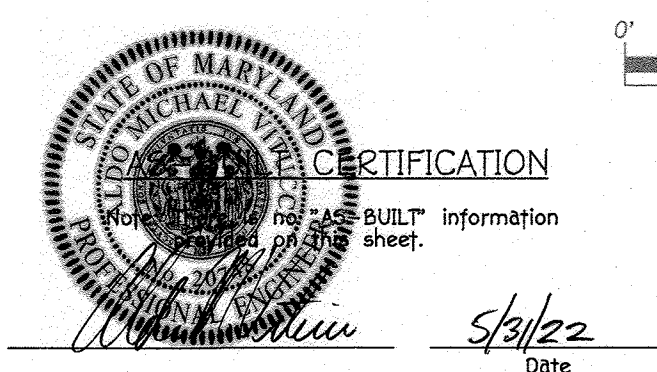 0'
STATE OF MARYLAND
ALDO MICHAEL
AS-BUILT CERTIFICATION
Note: There is no "AS-BUILT" information
provided on this sheet.
PROFESSIONAL ENGINEER
5/31/22
Date